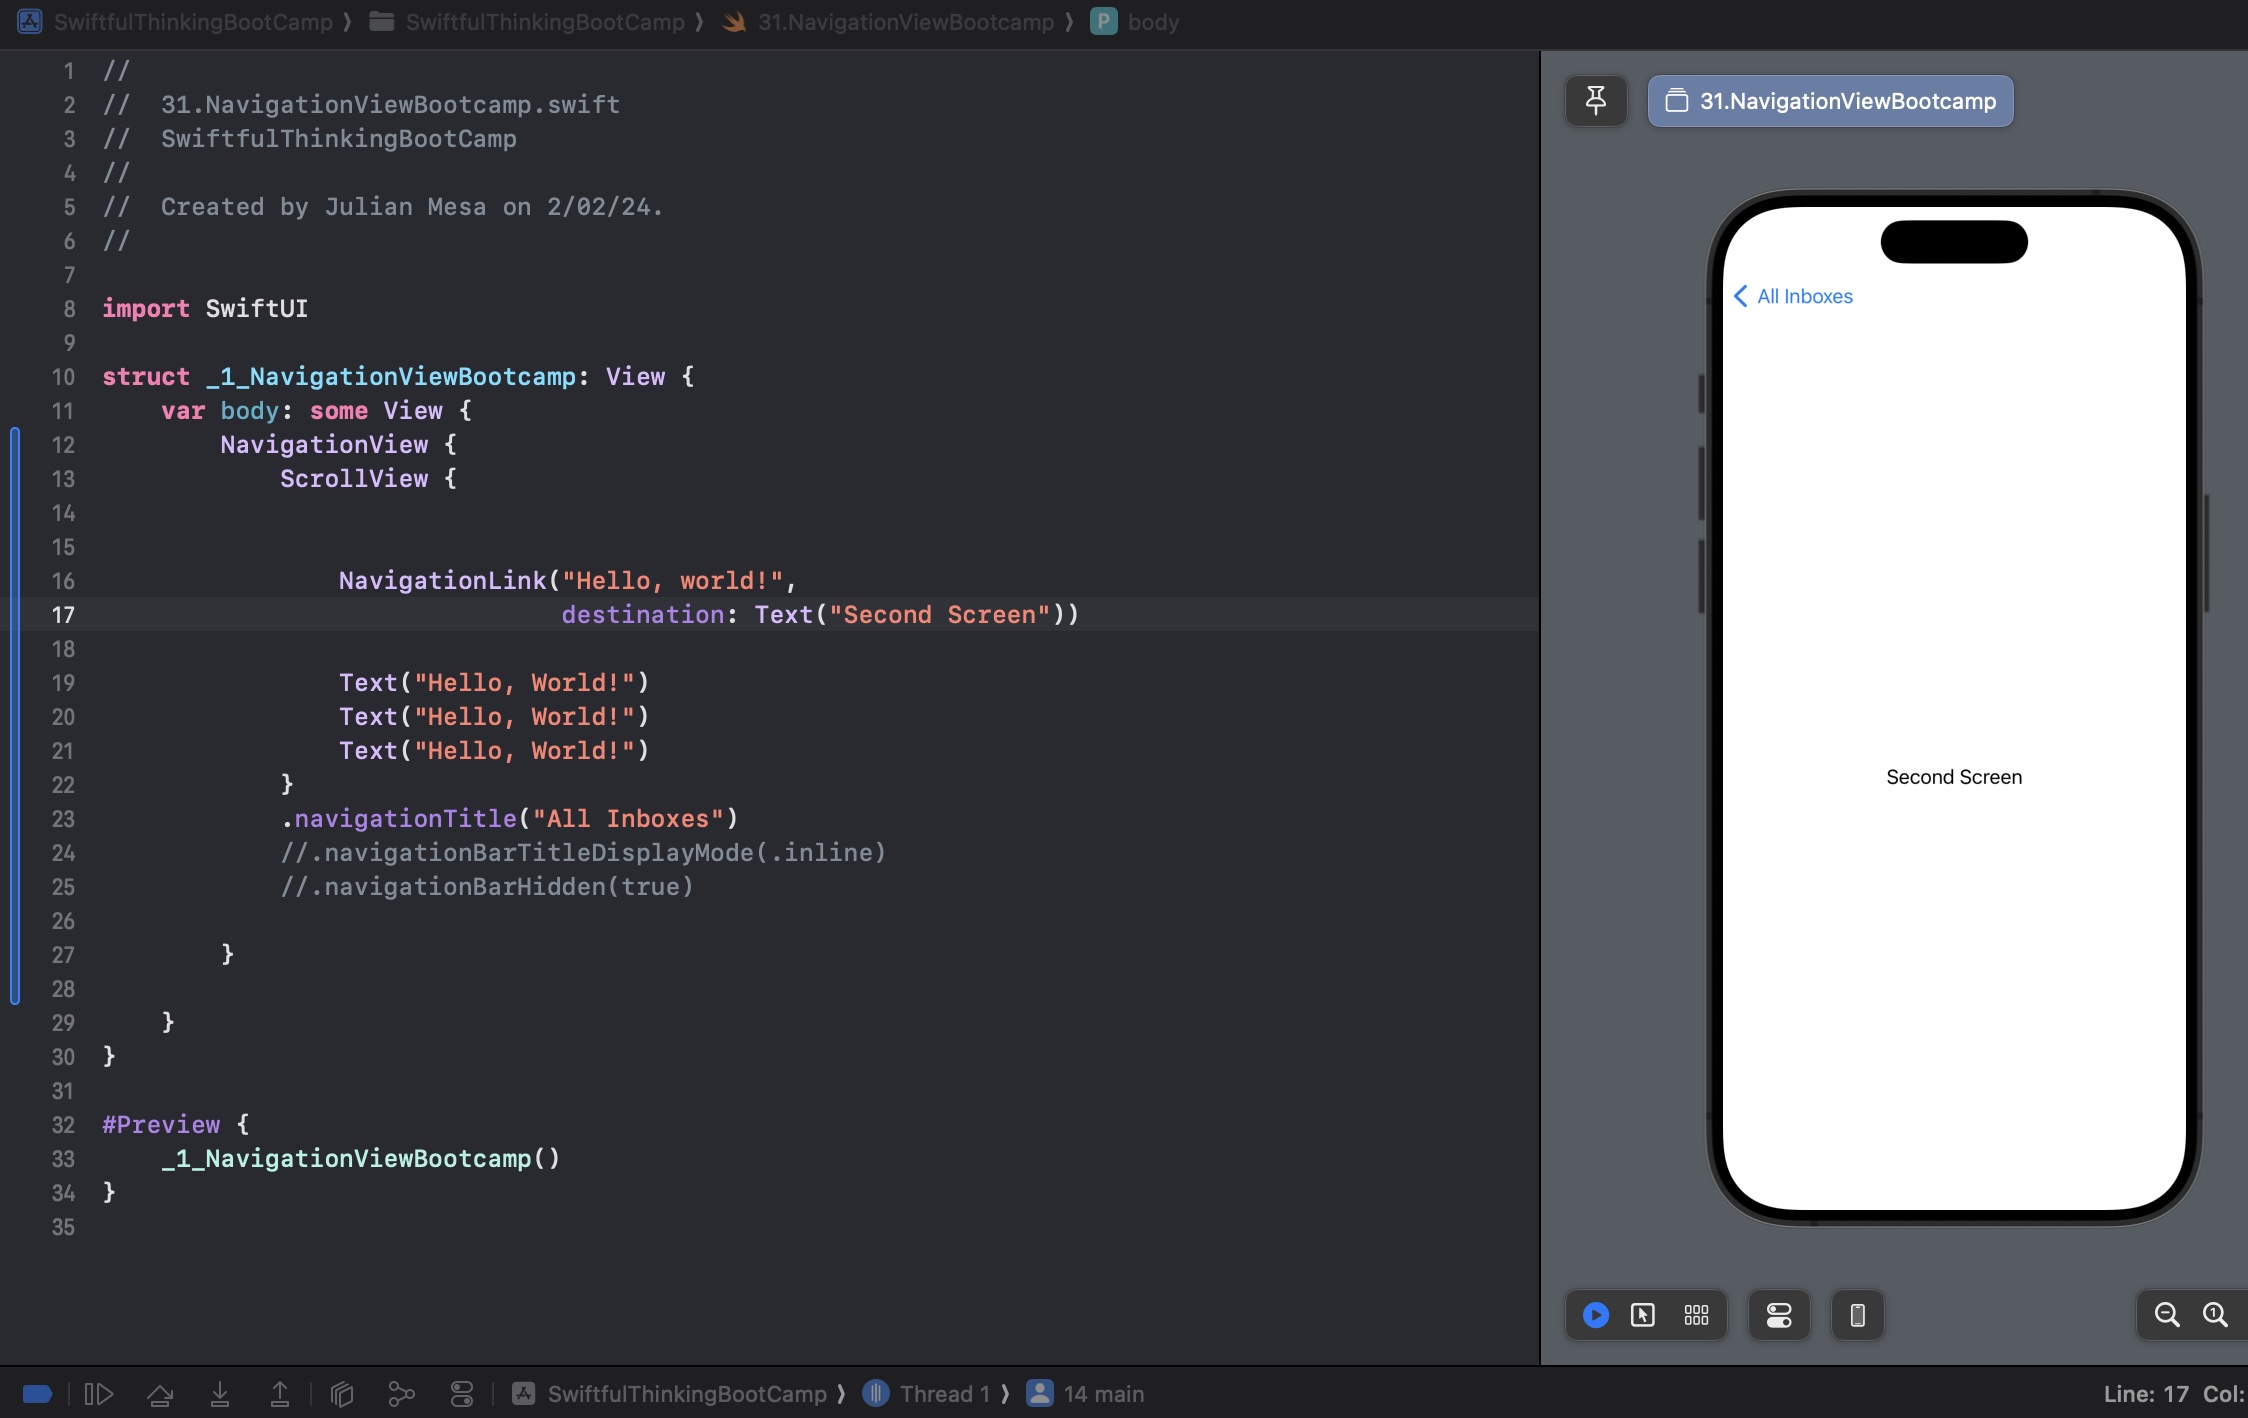 SwiftfulThinkingBootCamp ❭ SwiftfulThinkingBootCamp ❭ 31.NavigationViewBootcamp ❭ P body
1 //
2 //  31.NavigationViewBootcamp.swift
3 //  SwiftfulThinkingBootCamp
4 //
5 //  Created by Julian Mesa on 2/02/24.
6 //
7
8 import SwiftUI
9
10 struct _1_NavigationViewBootcamp: View {
11     var body: some View {
12         NavigationView {
13             ScrollView {
14
15
16                 NavigationLink("Hello, world!",
17                                destination: Text("Second Screen"))
18
19                 Text("Hello, World!")
20                 Text("Hello, World!")
21                 Text("Hello, World!")
22             }
23             .navigationTitle("All Inboxes")
24             //.navigationBarTitleDisplayMode(.inline)
25             //.navigationBarHidden(true)
26
27         }
28
29     }
30 }
31
32 #Preview {
33     _1_NavigationViewBootcamp()
34 }
35
31.NavigationViewBootcamp
All Inboxes
Second Screen
SwiftfulThinkingBootCamp ❭ Thread 1 ❭ 14 main
Line: 17 Col: